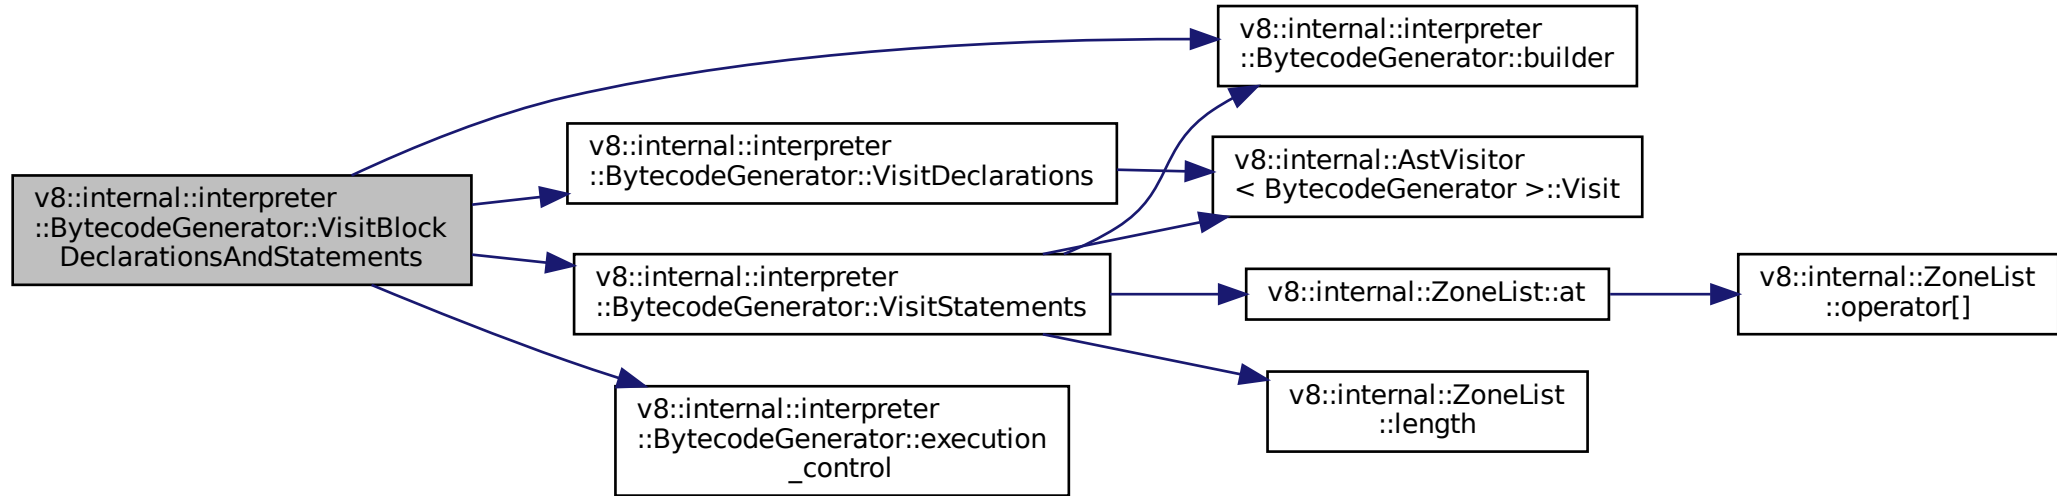 v8::internal::interpreter
::BytecodeGenerator::VisitBlock
DeclarationsAndStatements
v8::internal::interpreter
::BytecodeGenerator::builder
v8::internal::interpreter
::BytecodeGenerator::VisitDeclarations
v8::internal::AstVisitor
< BytecodeGenerator >::Visit
v8::internal::interpreter
::BytecodeGenerator::VisitStatements
v8::internal::ZoneList::at
v8::internal::ZoneList
::operator[]
v8::internal::ZoneList
::length
v8::internal::interpreter
::BytecodeGenerator::execution
_control